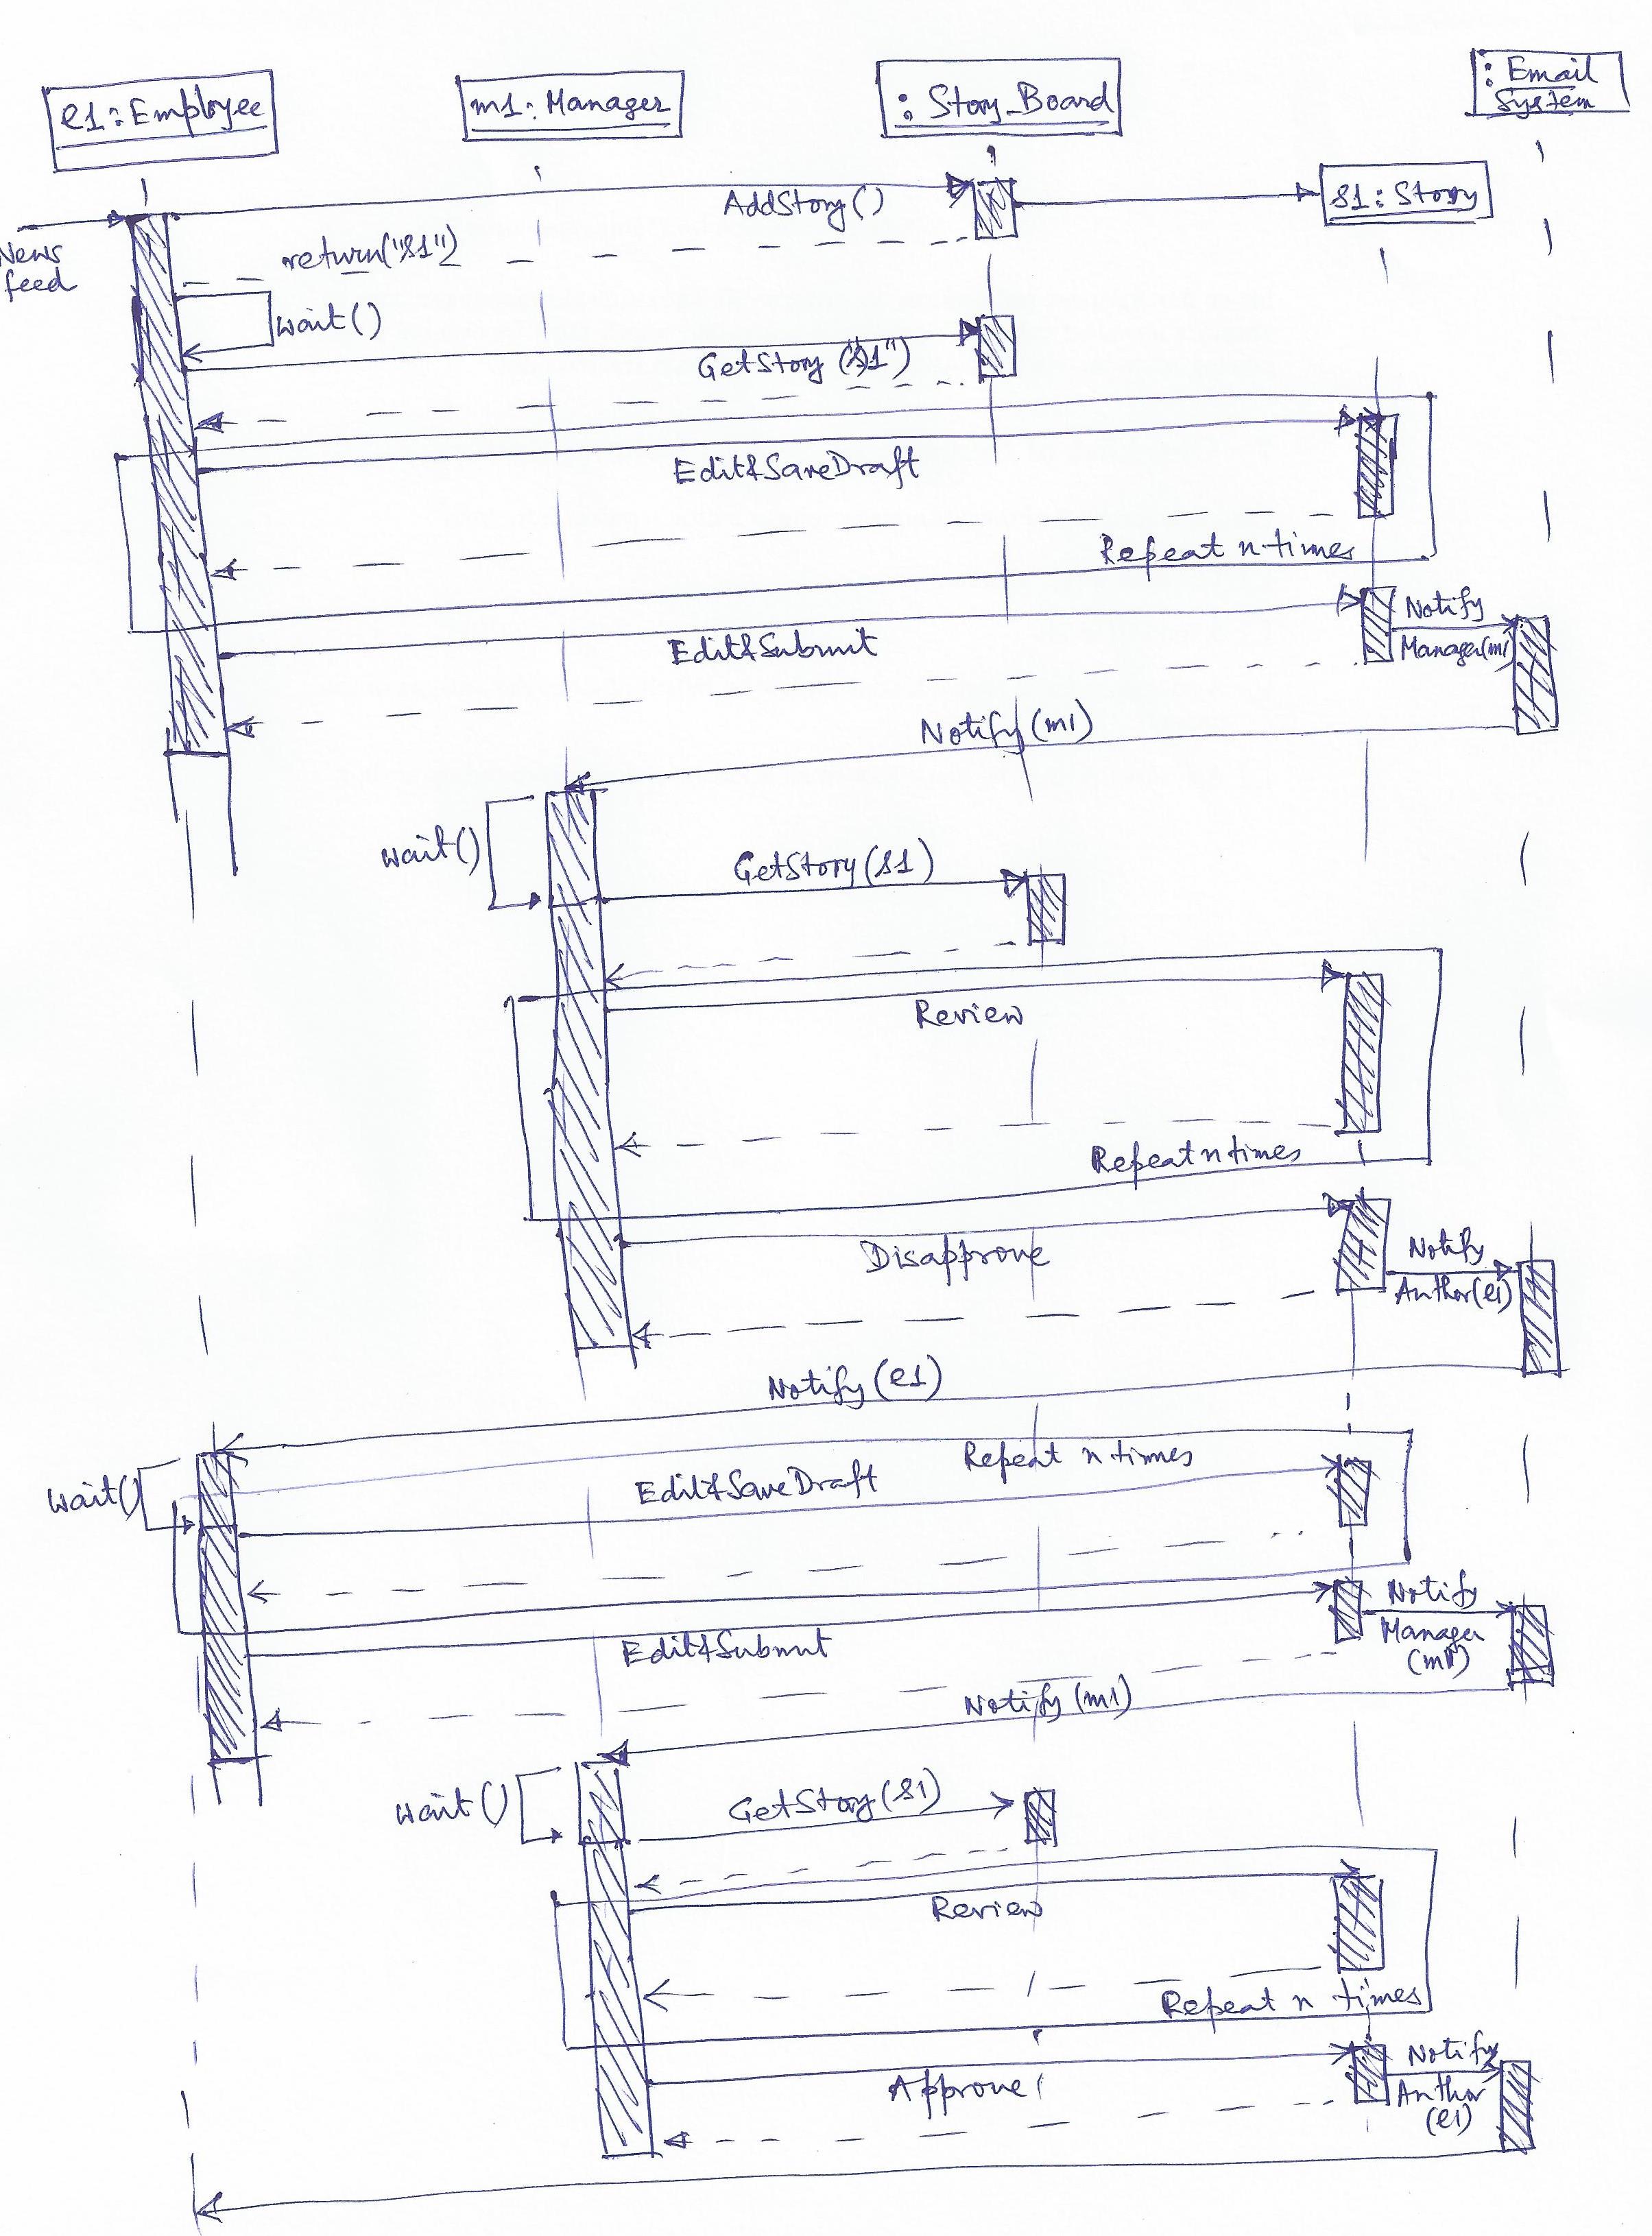 e1:Employee
m1:Manager
:Story_Board
:Email
System
AddStory()
s1:Story
News
feed
return("s1")
wait()
GetStory("s1")
Edit&SaveDraft
Repeat n times
Notify
Manager(m1
Edit&Submit
Notify(m1)
wait()
GetStory(s1)
Review
Repeat n times
Disapprove
Notify
Author(e1)
Notify(e1)
Repeat n times
wait()
Edit&SaveDraft
Notify
Manager
(m1)
Edit&Submit
Notify(m1)
wait()
GetStory(s1)
Review
Repeat n times
Approve
Notify
Author
(e1)